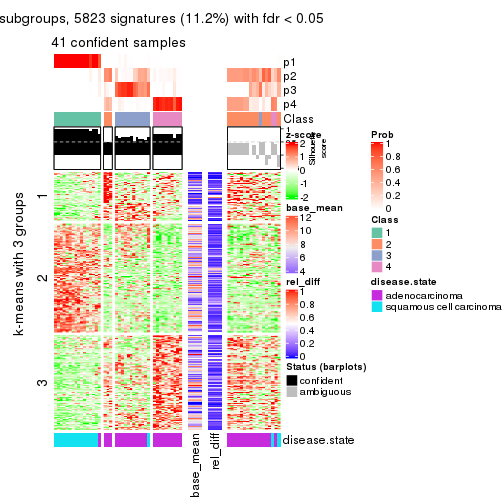 subgroups, 5823 signatures (11.2%) with fdr < 0.05
41 confident samples
p1
p2
p3
p4
Class
1
Silhouette
score
k-means with 3 groups
1
2
3
disease.state
base_mean
rel_diff
z-score
2
1
0
-1
-2
base_mean
12
10
8
6
4
rel_diff
1
0.8
0.6
0.4
0.2
0
Status (barplots)
confident
ambiguous
Prob
1
0.8
0.6
0.4
0.2
0
Class
1
2
3
4
disease.state
adenocarcinoma
squamous cell carcinoma